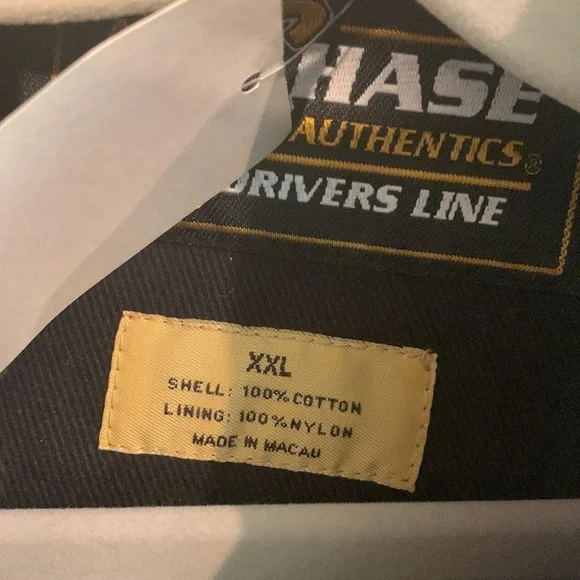 HASE
AUTHENTICS®
DRIVERS LINE
XXL
SHELL: 100% COTTON
LINING: 100% NYLON
MADE IN MACAU